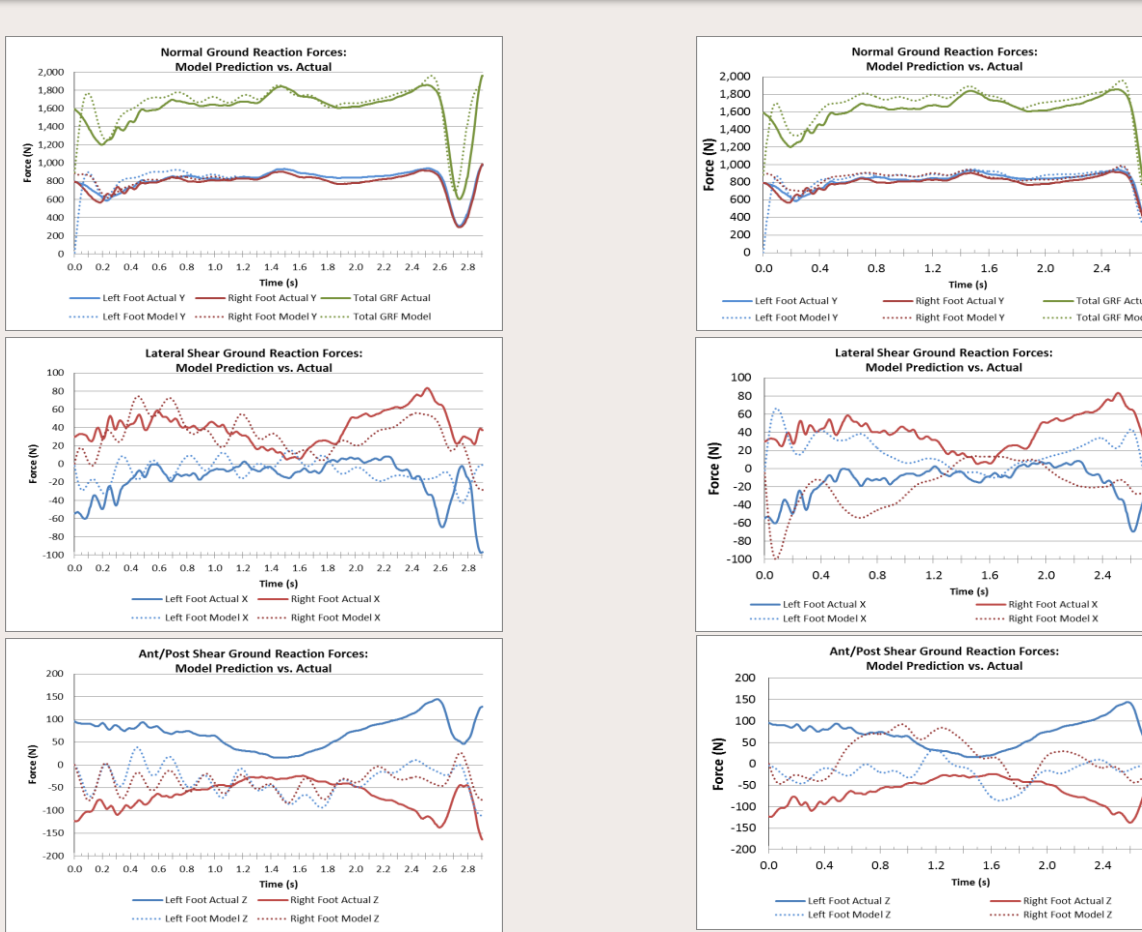 Normal Ground Reaction Forces:
Model Prediction vs. Actual
2,000
1,800
1,600
1,400
1,200
1,000
800
600
400
200
0
Force (N)
0.0 0.2 0.4 0.6 0.8 1.0 1.2 1.4 1.6 1.8 2.0 2.2 2.4 2.6 2.8
Time (s)
Left Foot Actual Y Right Foot Actual Y Total GRF Actual
Left Foot Model Y Right Foot Model Y Total GRF Model
Lateral Shear Ground Reaction Forces:
Model Prediction vs. Actual
100
80
60
40
20
0
-20
-40
-60
-80
-100
Force (N)
0.0 0.2 0.4 0.6 0.8 1.0 1.2 1.4 1.6 1.8 2.0 2.2 2.4 2.6 2.8
Time (s)
Left Foot Actual X Right Foot Actual X
Left Foot Model X Right Foot Model X
Ant/Post Shear Ground Reaction Forces:
Model Prediction vs. Actual
200
150
100
50
0
-50
-100
-150
-200
Force (N)
0.0 0.2 0.4 0.6 0.8 1.0 1.2 1.4 1.6 1.8 2.0 2.2 2.4 2.6 2.8
Time (s)
Left Foot Actual Z Right Foot Actual Z
Left Foot Model Z Right Foot Model Z
Normal Ground Reaction Forces:
Model Prediction vs. Actual
2,000
1,800
1,600
1,400
1,200
1,000
800
600
400
200
0
Force (N)
0.0 0.4 0.8 1.2 1.6 2.0 2.4
Time (s)
Left Foot Actual Y Right Foot Actual Y Total GRF Actu
Left Foot Model Y Right Foot Model Y Total GRF Mod
Lateral Shear Ground Reaction Forces:
Model Prediction vs. Actual
100
80
60
40
20
0
-20
-40
-60
-80
-100
Force (N)
0.0 0.4 0.8 1.2 1.6 2.0 2.4
Time (s)
Left Foot Actual X Right Foot Actual X
Left Foot Model X Right Foot Model X
Ant/Post Shear Ground Reaction Forces:
Model Prediction vs. Actual
200
150
100
50
0
-50
-100
-150
-200
Force (N)
0.0 0.4 0.8 1.2 1.6 2.0 2.4
Time (s)
Left Foot Actual Z Right Foot Actual Z
Left Foot Model Z Right Foot Model Z